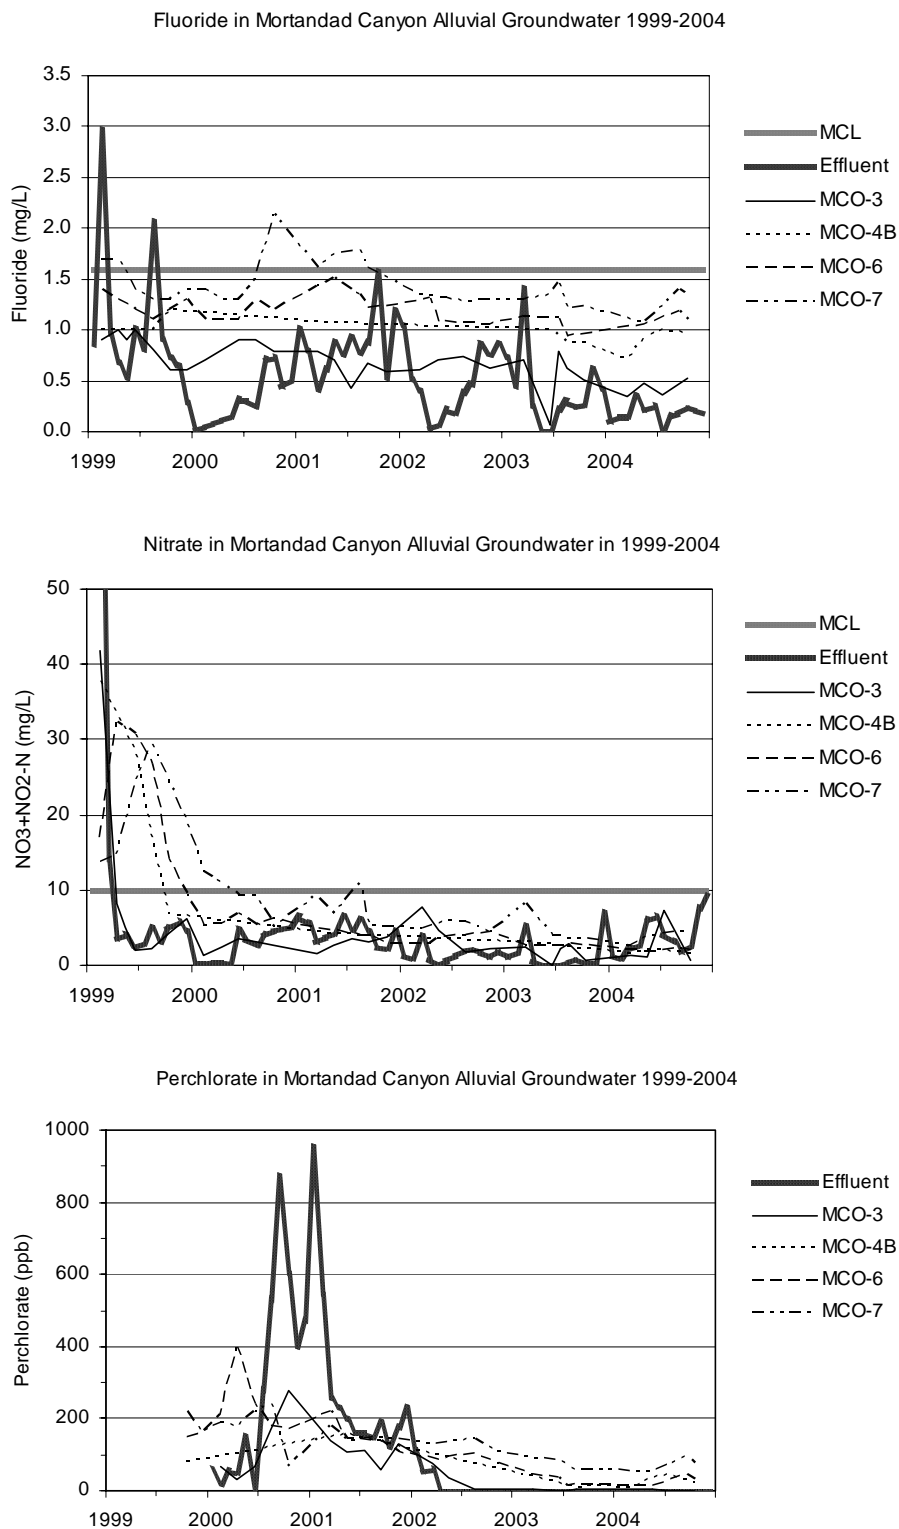 Fluoride in Mortandad Canyon Alluvial Groundwater 1999-2004
3.5
3.0
2.5
2.0
1.5
1.0
0.5
0.0
Fluoride (mg/L)
1999 2000 2001 2002 2003 2004
MCL
Effluent
MCO-3
MCO-4B
MCO-6
MCO-7
Nitrate in Mortandad Canyon Alluvial Groundwater in 1999-2004
50
40
30
20
10
0
NO3+NO2-N (mg/L)
1999 2000 2001 2002 2003 2004
MCL
Effluent
MCO-3
MCO-4B
MCO-6
MCO-7
Perchlorate in Mortandad Canyon Alluvial Groundwater 1999-2004
1000
800
600
400
200
0
Perchlorate (ppb)
1999 2000 2001 2002 2003 2004
Effluent
MCO-3
MCO-4B
MCO-6
MCO-7